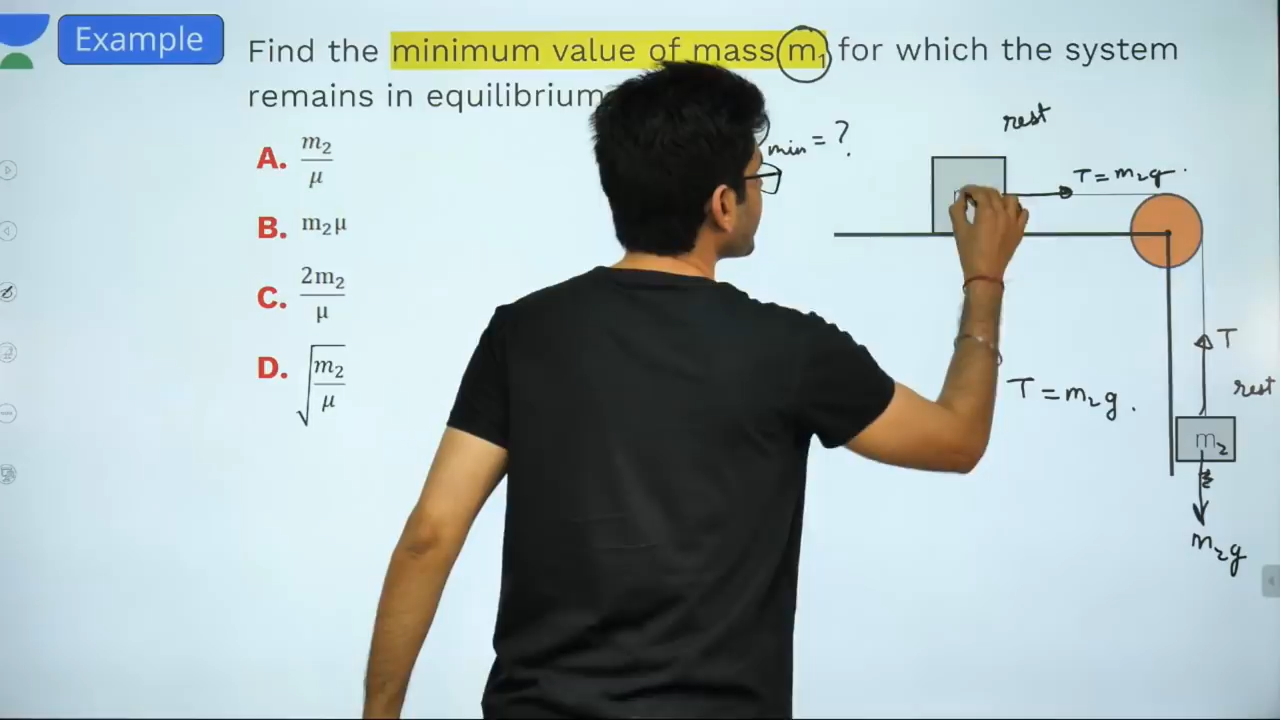 Example
Find the minimum value of mass m₁ for which the system
remains in equilibrium
A. m₂/μ
B. m₂μ
C. 2m₂/μ
D. √(m₂/μ)
min = ?
rest
T = m₂g.
T
rest
T = m₂g.
m₂
m₂g